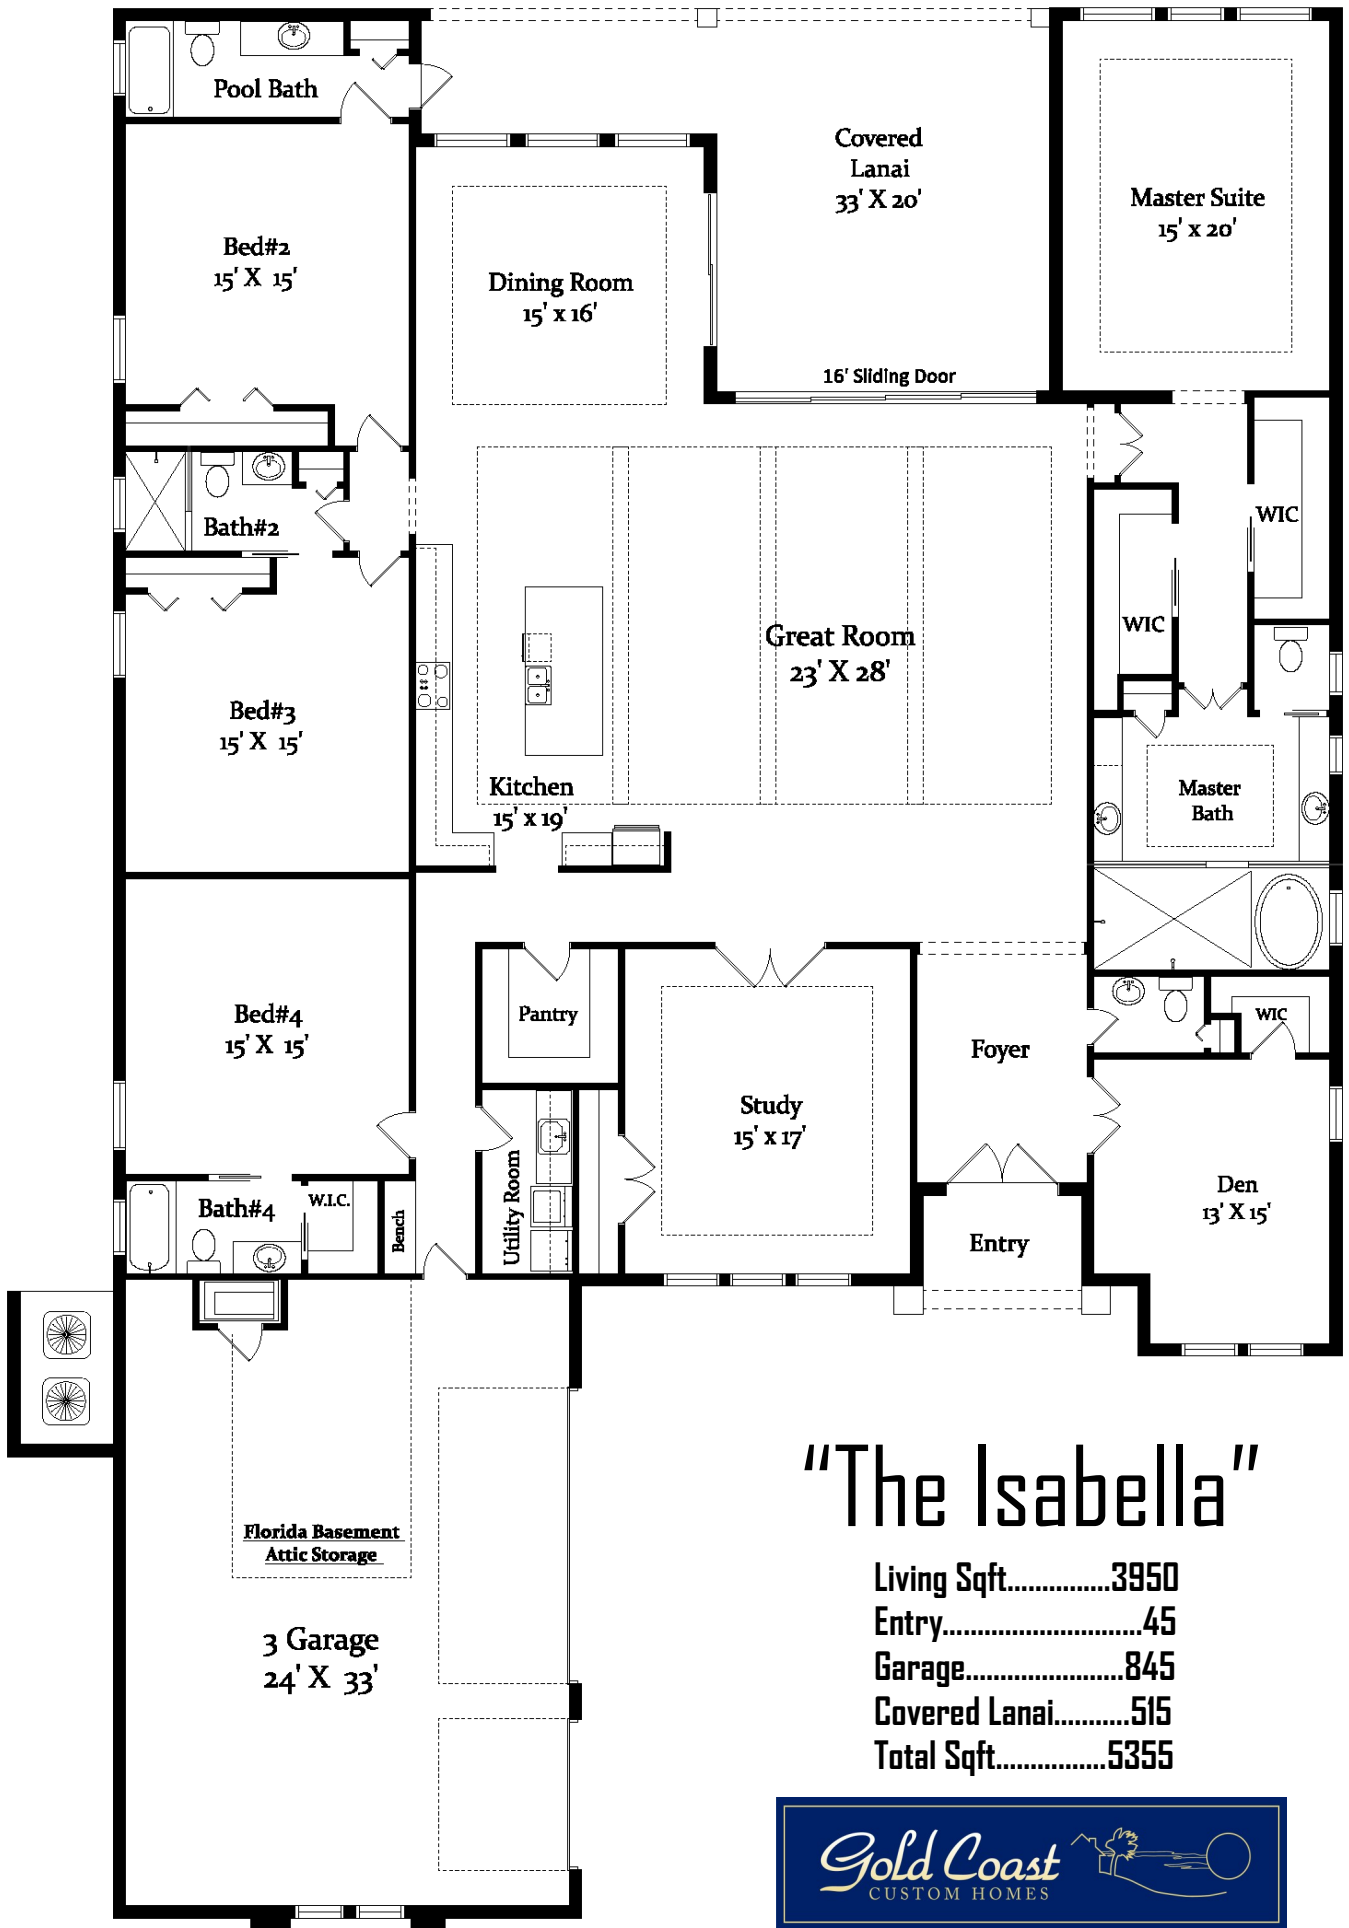 Pool Bath
Covered
Lanai
33' X 20'
Master Suite
15' x 20'
Bed#2
15' X 15'
Dining Room
15' x 16'
16' Sliding Door
WIC
Bath#2
WIC
Great Room
23' X 28'
Bed#3
15' X 15'
Kitchen
15' x 19'
Master
Bath
Bed#4
15' X 15'
Pantry
Foyer
WIC
Study
15' x 17'
Utility Room
Den
13' X 15'
Bath#4
W.I.C.
Bench
Entry
Florida Basement
Attic Storage
3 Garage
24' X 33'
“The Isabella”
Living Sqft...............3950
Entry............................45
Garage.......................845
Covered Lanai...........515
Total Sqft................5355
Gold Coast
CUSTOM HOMES